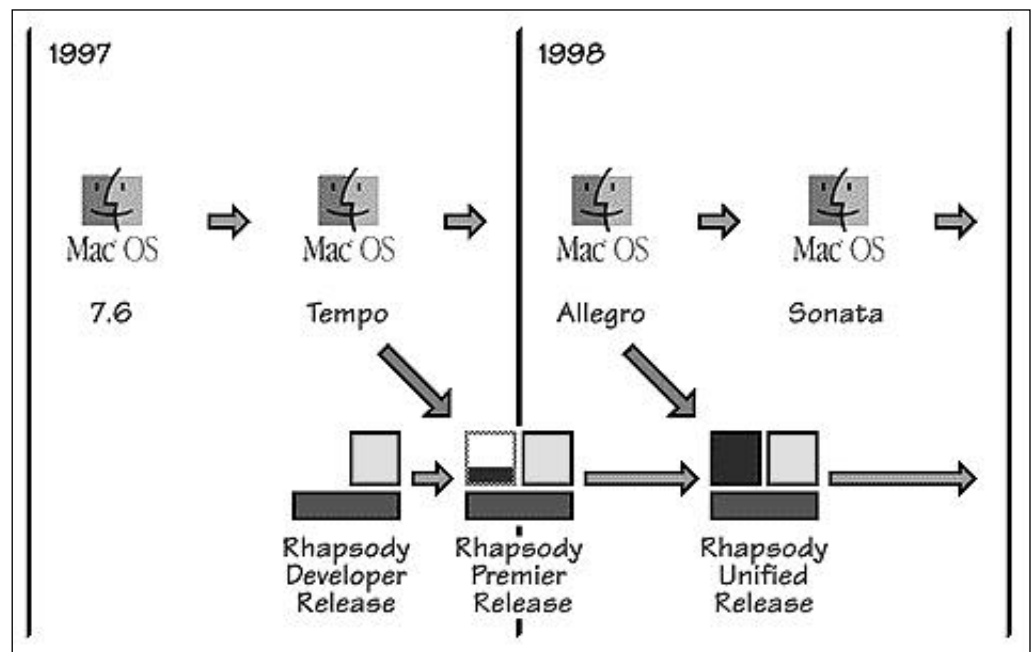 1997
1998
Mac OS
Mac OS
Mac OS
Mac OS
7.6
Tempo
Allegro
Sonata
Rhapsody
Developer
Release
Rhapsody
Premier
Release
Rhapsody
Unified
Release